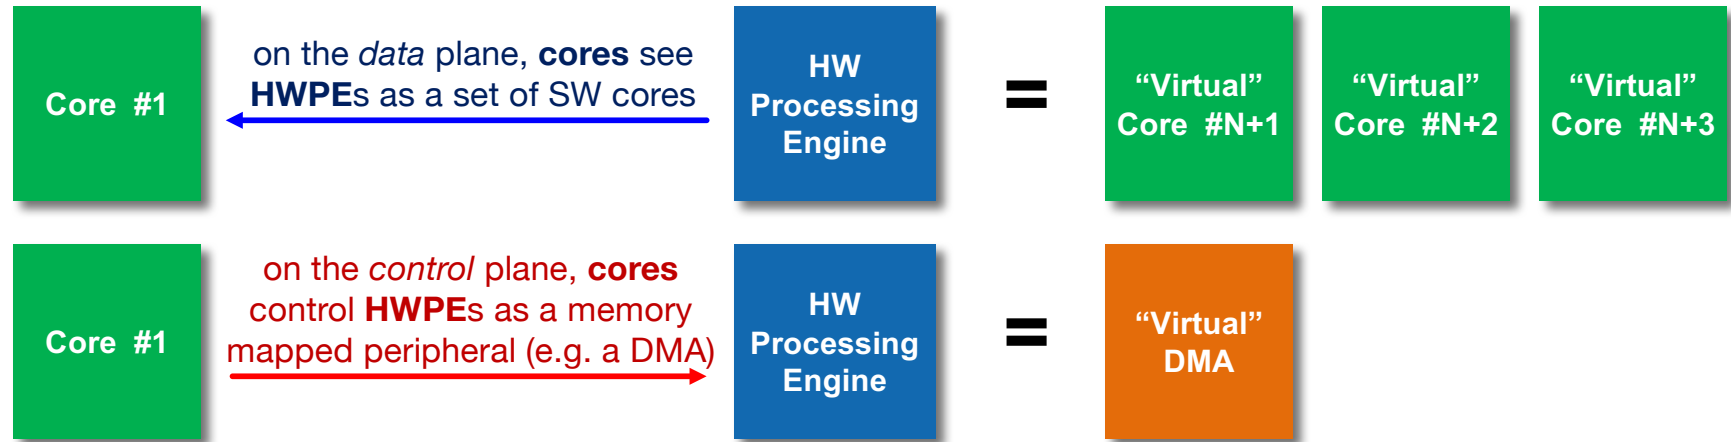 Core #1
on the data plane, cores see
HWPEs as a set of SW cores
HW
Processing
Engine
=
“Virtual”
Core #N+1
“Virtual”
Core #N+2
“Virtual”
Core #N+3
Core #1
on the control plane, cores
control HWPEs as a memory
mapped peripheral (e.g. a DMA)
HW
Processing
Engine
=
“Virtual”
DMA